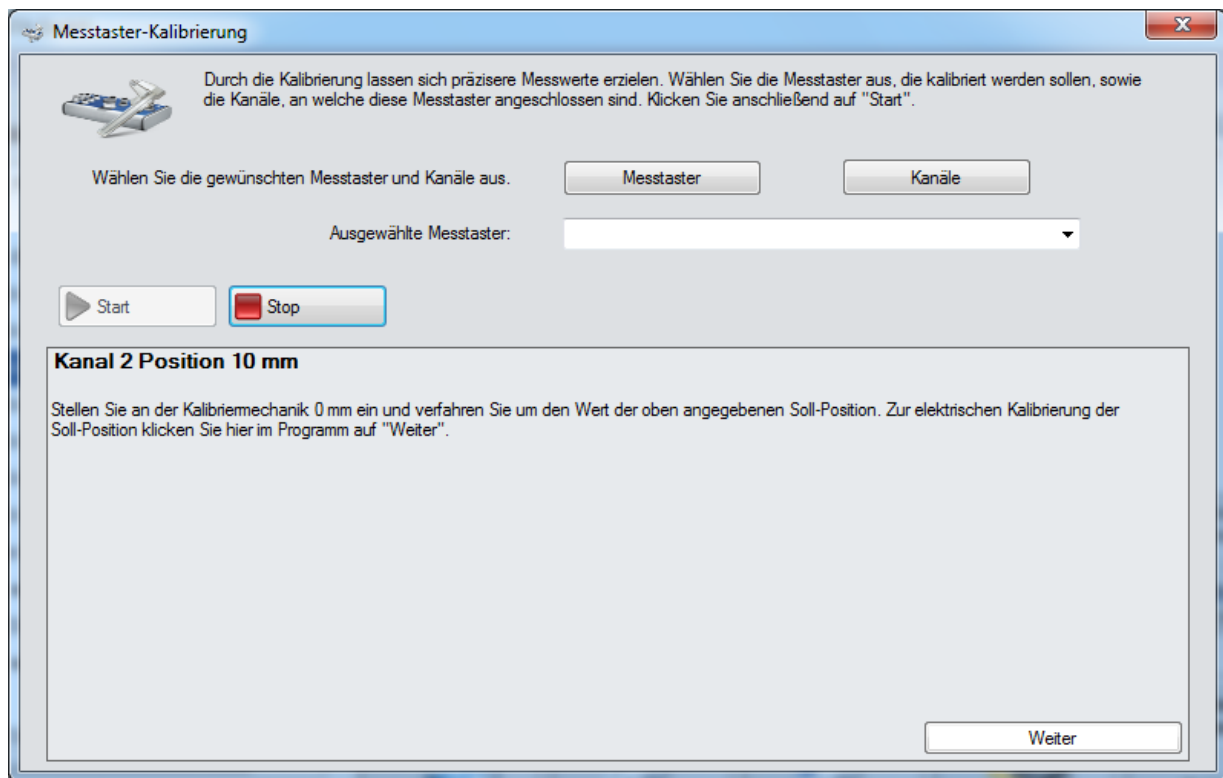 Messtaster-Kalibrierung
Durch die Kalibrierung lassen sich präzisere Messwerte erzielen. Wählen Sie die Messtaster aus, die kalibriert werden sollen, sowie
die Kanäle, an welche diese Messtaster angeschlossen sind. Klicken Sie anschließend auf "Start".
Wählen Sie die gewünschten Messtaster und Kanäle aus.
Messtaster
Kanäle
Ausgewählte Messtaster:
Start
Stop
Kanal 2 Position 10 mm
Stellen Sie an der Kalibriermechanik 0 mm ein und verfahren Sie um den Wert der oben angegebenen Soll-Position. Zur elektrischen Kalibrierung der
Soll-Position klicken Sie hier im Programm auf "Weiter".
Weiter